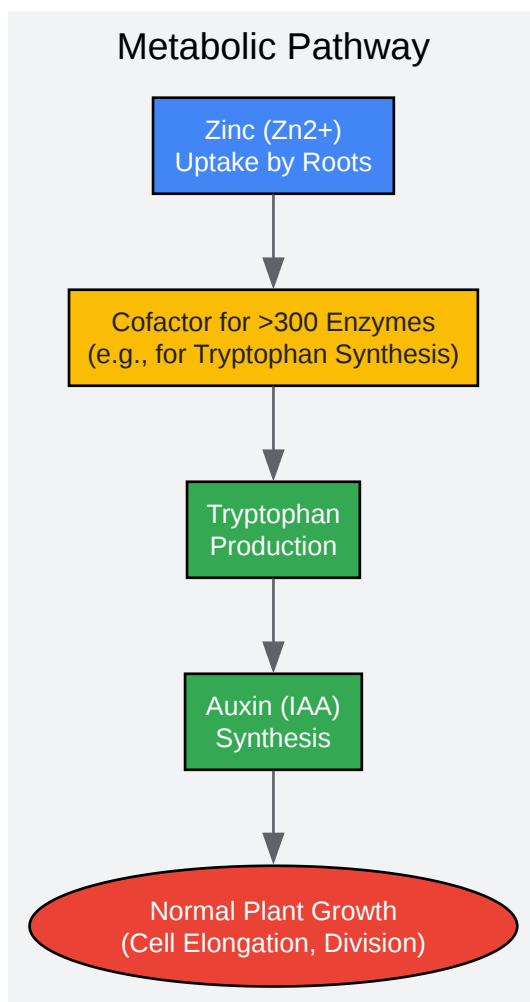 Metabolic Pathway
Zinc (Zn2+)
Uptake by Roots
Cofactor for >300 Enzymes
(e.g., for Tryptophan Synthesis)
Tryptophan
Production
Auxin (IAA)
Synthesis
Normal Plant Growth
(Cell Elongation, Division)